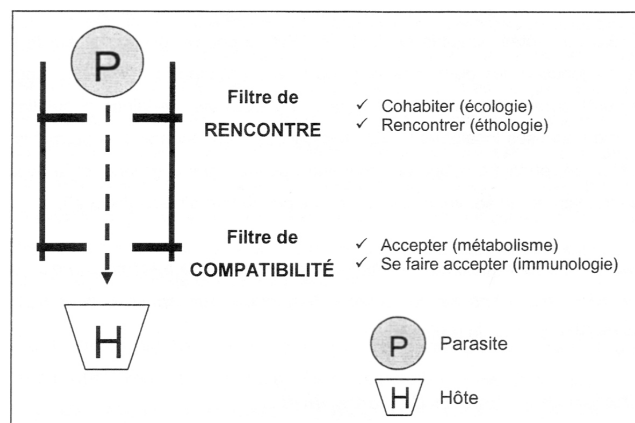 P
Filtre de
RENCONTRE
✓ Cohabiter (écologie)
✓ Rencontrer (éthologie)
Filtre de
COMPATIBILITÉ
✓ Accepter (métabolisme)
✓ Se faire accepter (immunologie)
H
P Parasite
H Hôte